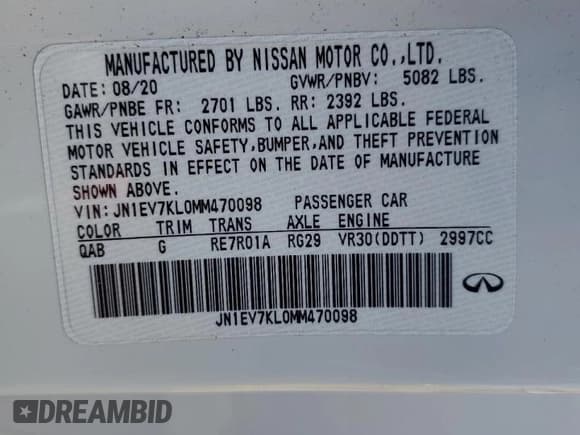 MANUFACTURED BY NISSAN MOTOR CO.,LTD.
DATE: 08/20 GVWR/PNBV: 5082 LBS.
GAWR/PNBE FR: 2701 LBS. RR: 2392 LBS.
THIS VEHICLE CONFORMS TO ALL APPLICABLE FEDERAL
MOTOR VEHICLE SAFETY,BUMPER,AND THEFT PREVENTION
STANDARDS IN EFFECT ON THE DATE OF MANUFACTURE
SHOWN ABOVE.
VIN: JN1EV7KL0MM470098 PASSENGER CAR
COLOR TRIM TRANS AXLE ENGINE
QAB G RE7R01A RG29 VR30(DDTT) 2997CC
JN1EV7KL0MM470098
DREAMBID